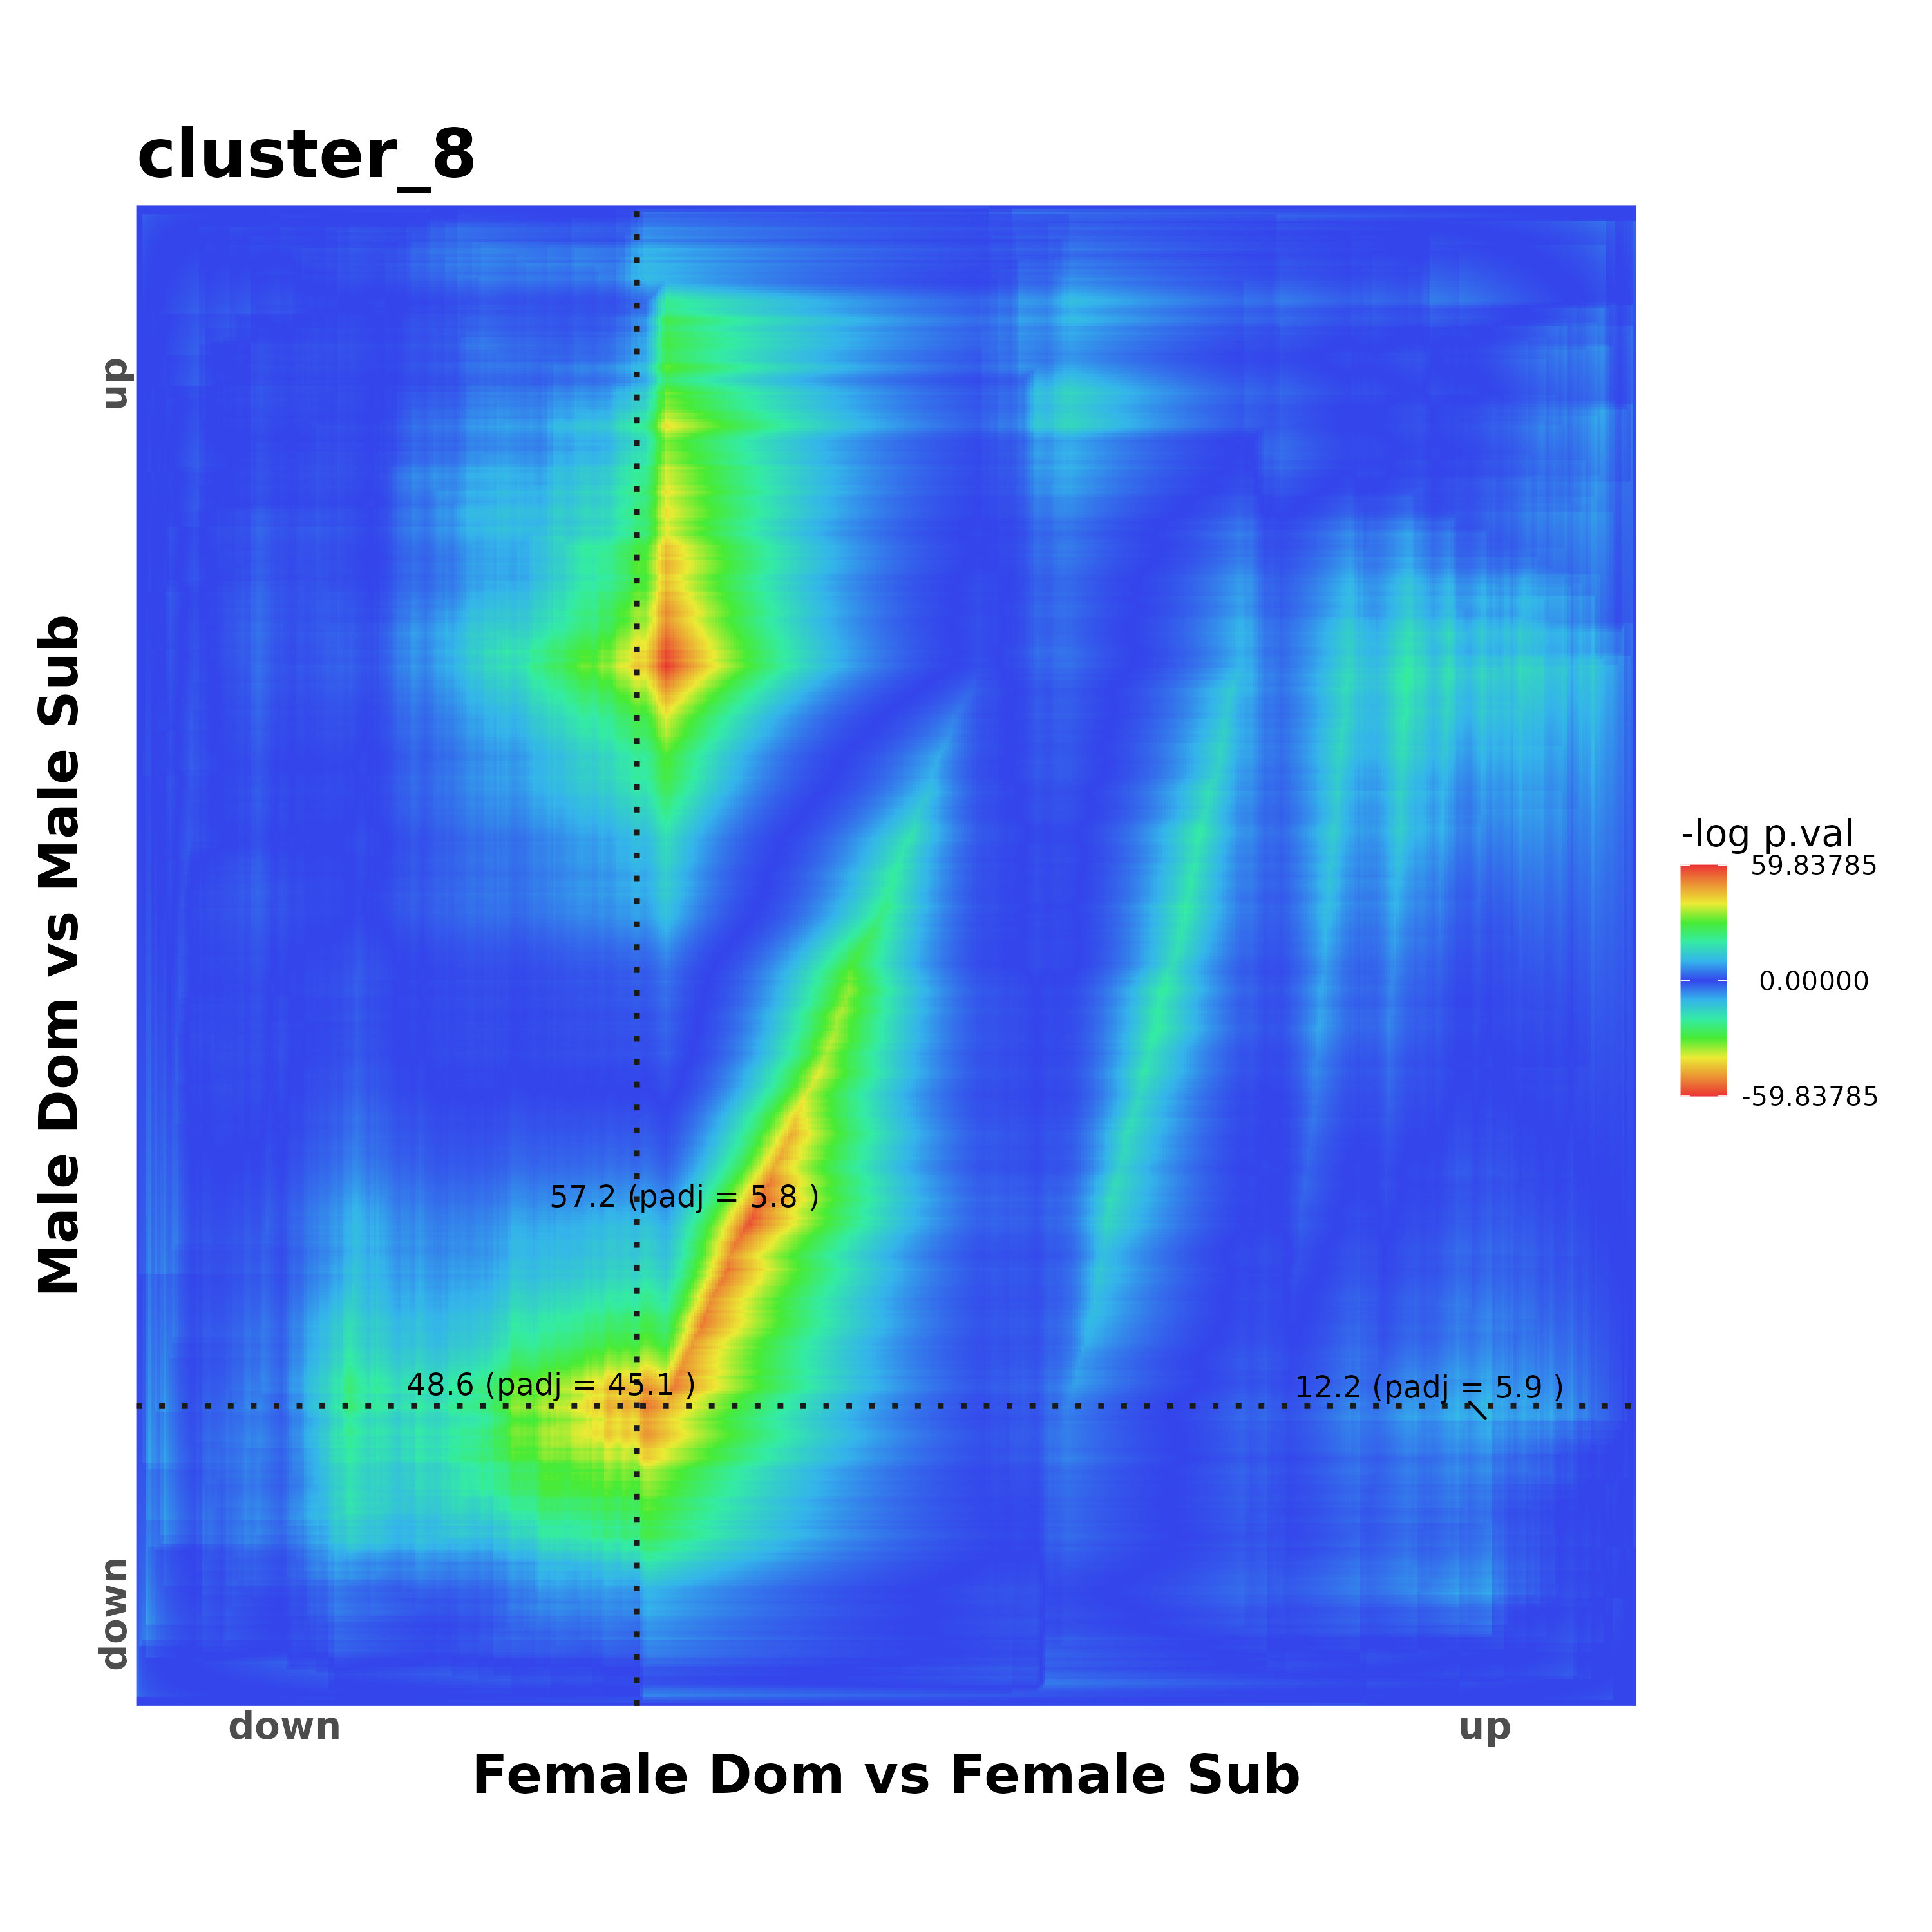 cluster_8
up
Male Dom vs Male Sub
down
57.2 (padj = 5.8 )
48.6 (padj = 45.1 )
12.2 (padj = 5.9 )
down
up
Female Dom vs Female Sub
-log p.val
59.83785
0.00000
-59.83785